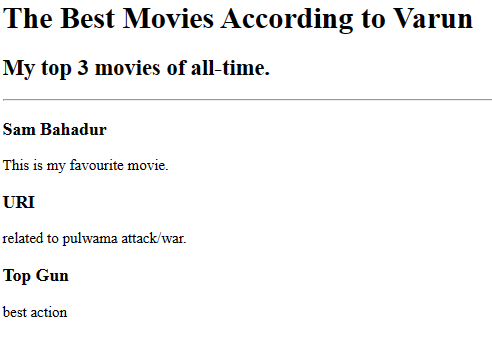 The Best Movies According to Varun
My top 3 movies of all-time.
Sam Bahadur
This is my favourite movie.
URI
related to pulwama attack/war.
Top Gun
best action